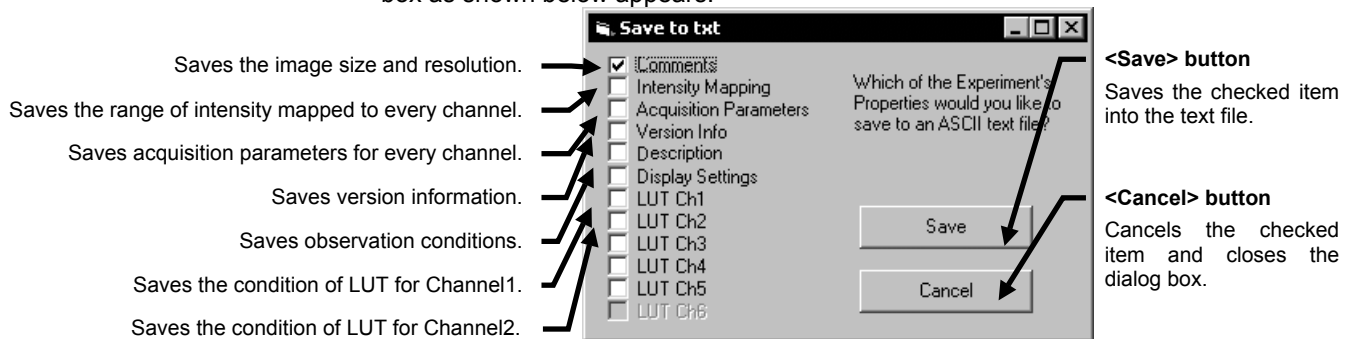 box as shown below appears.
Save to txt
Saves the image size and resolution.
Saves the range of intensity mapped to every channel.
Saves acquisition parameters for every channel.
Saves version information.
Saves observation conditions.
Saves the condition of LUT for Channel1.
Saves the condition of LUT for Channel2.
Comments
Intensity Mapping
Acquisition Parameters
Version Info
Description
Display Settings
LUT Ch1
LUT Ch2
LUT Ch3
LUT Ch4
LUT Ch5
LUT Ch6
Which of the Experiment's
Properties would you like to
save to an ASCII text file?
Save
Cancel
<Save> button
Saves the checked item
into the text file.
<Cancel> button
Cancels the checked
item and closes the
dialog box.